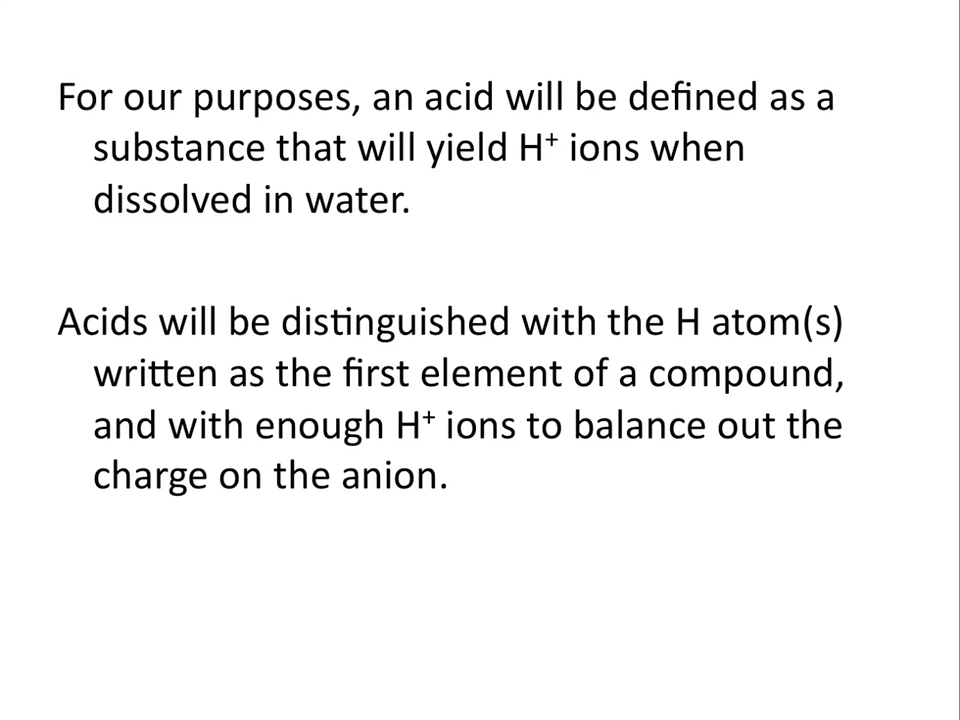 For our purposes, an acid will be defined as a
substance that will yield H⁺ ions when
dissolved in water.
Acids will be distinguished with the H atom(s)
written as the first element of a compound,
and with enough H⁺ ions to balance out the
charge on the anion.